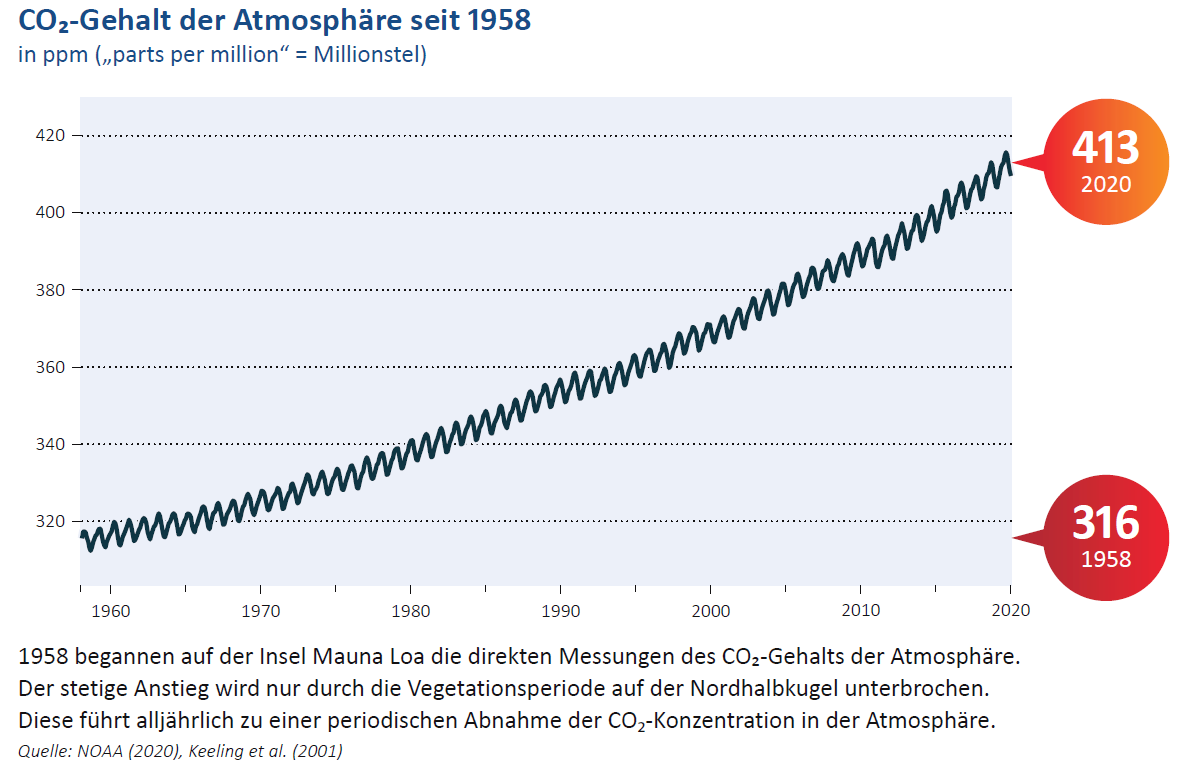 CO₂-Gehalt der Atmosphäre seit 1958
in ppm („parts per million“ = Millionstel)
420
400
380
360
340
320
1960 1970 1980 1990 2000 2010 2020
413
2020
316
1958
1958 begannen auf der Insel Mauna Loa die direkten Messungen des CO₂-Gehalts der Atmosphäre.
Der stetige Anstieg wird nur durch die Vegetationsperiode auf der Nordhalbkugel unterbrochen.
Diese führt alljährlich zu einer periodischen Abnahme der CO₂-Konzentration in der Atmosphäre.
Quelle: NOAA (2020), Keeling et al. (2001)